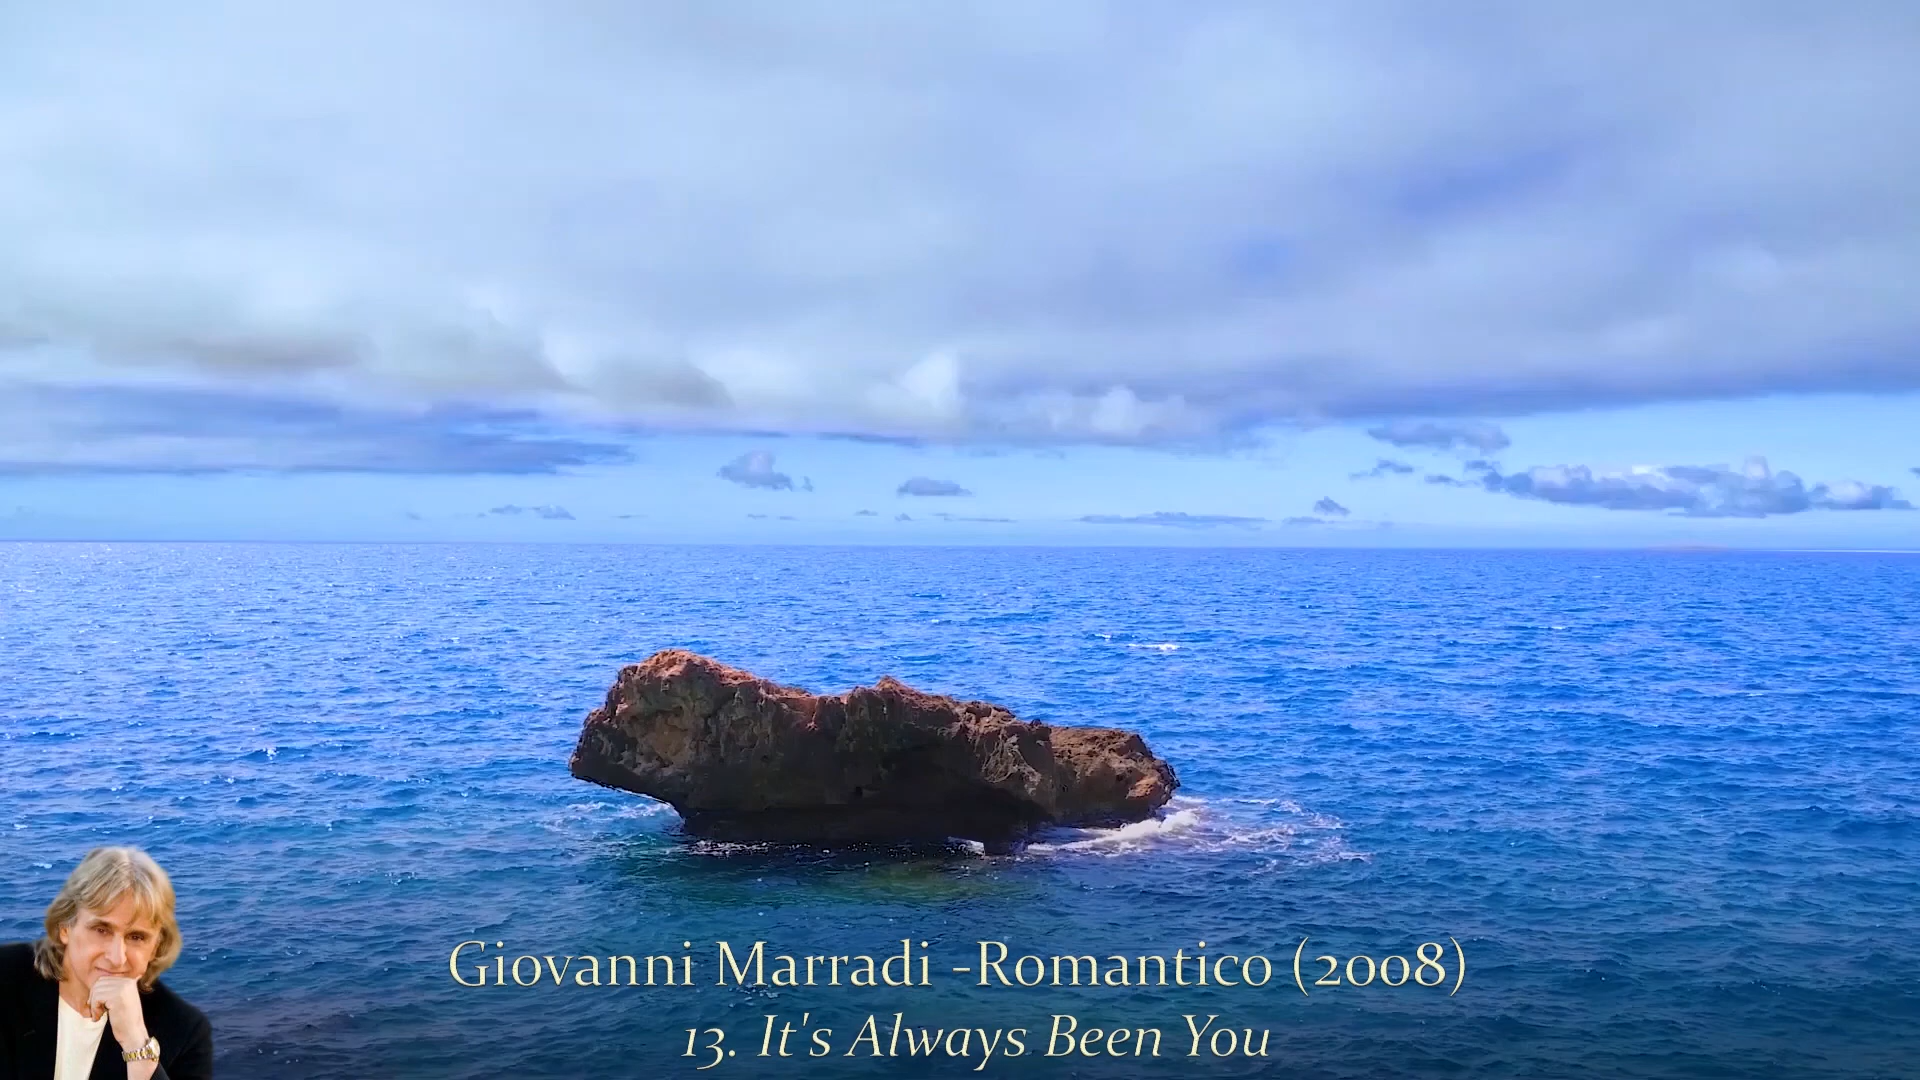 Giovanni Marradi -Romantico (2008)
13. It's Always Been You